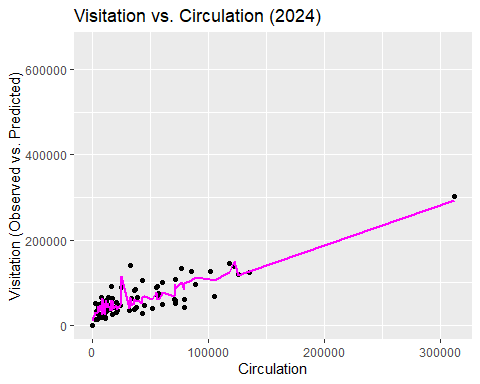 Visitation vs. Circulation (2024)
Visitation (Observed vs. Predicted)
600000
400000
200000
0
0 100000 200000 300000
Circulation